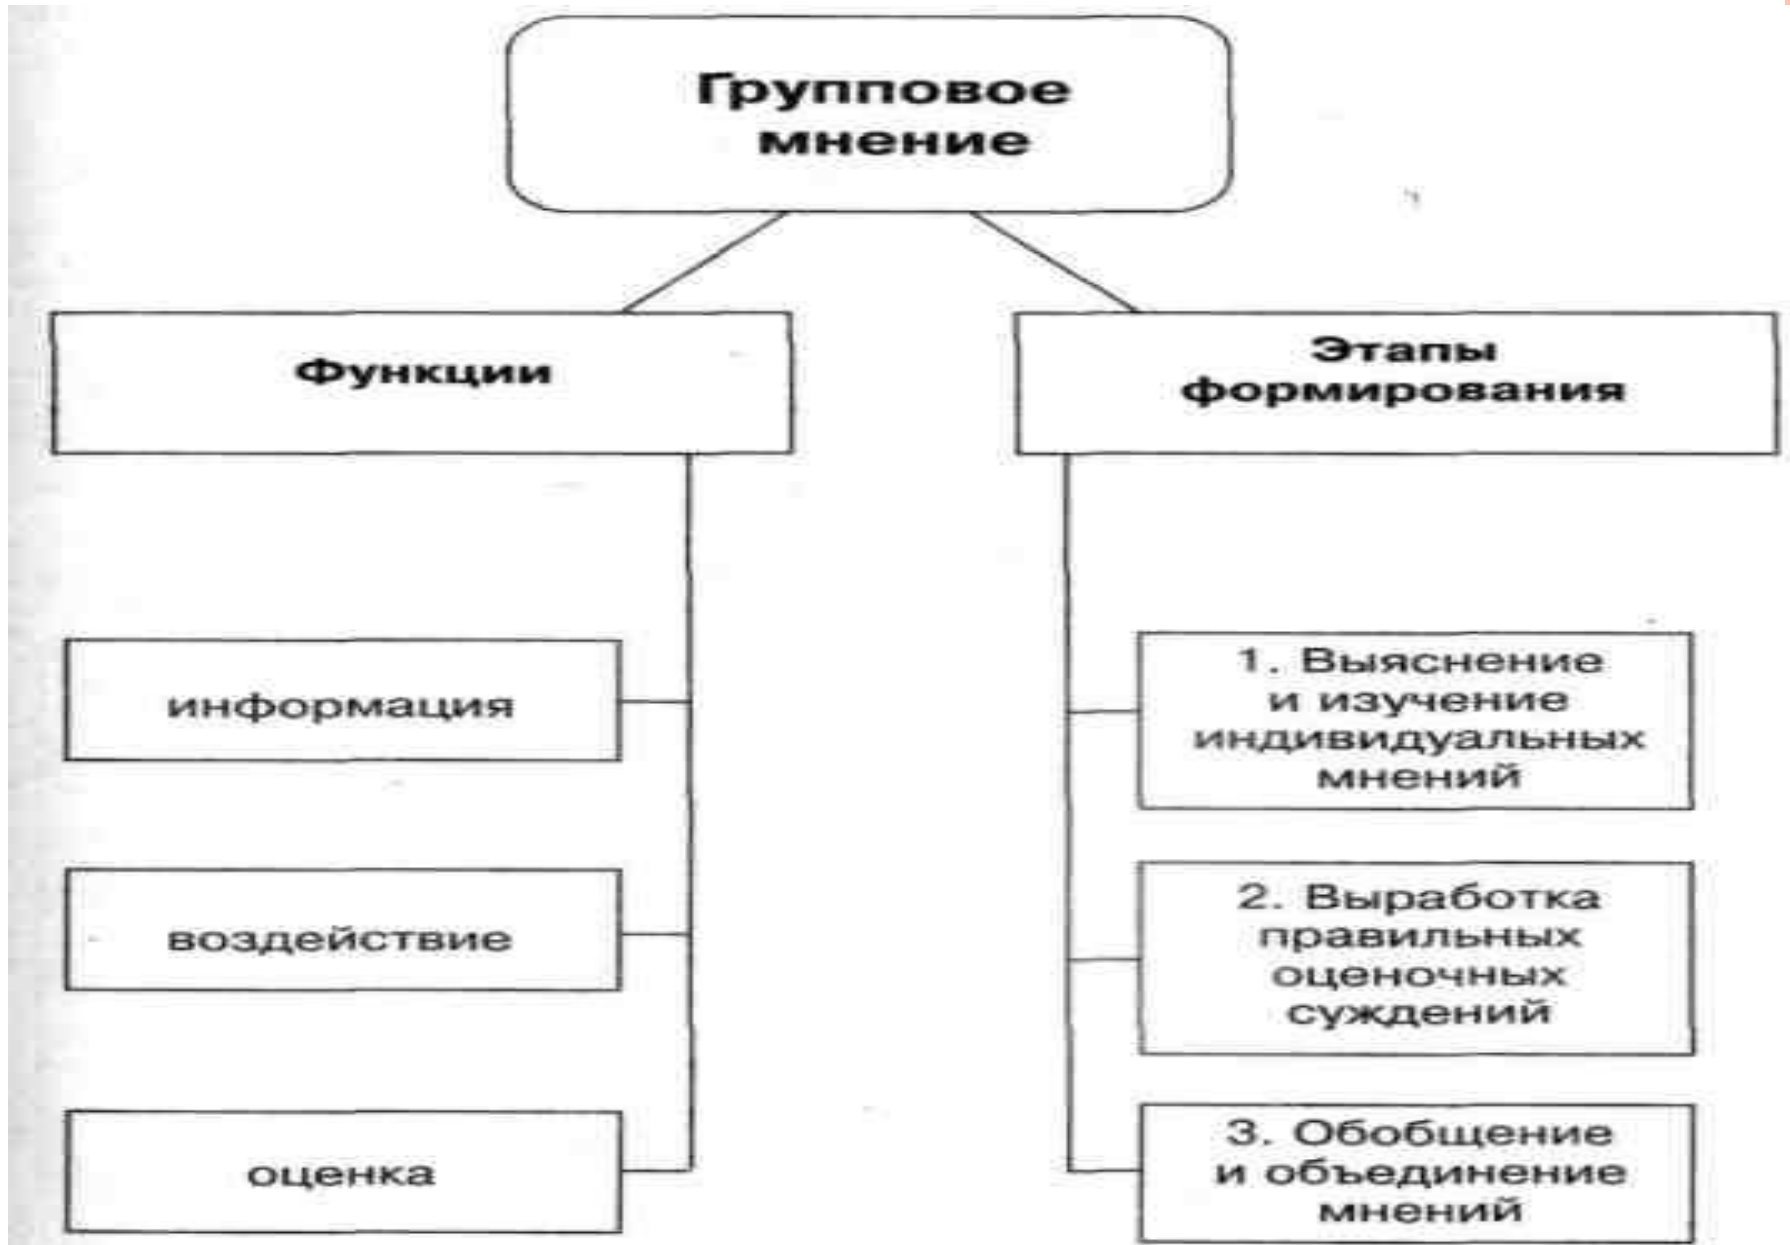 Групповое
мнение
Функции
информация
воздействие
оценка
Этапы
формирования
1. Выяснение
и изучение
индивидуальных
мнений
2. Выработка
правильных
оценочных
суждений
3. Обобщение
и объединение
мнений